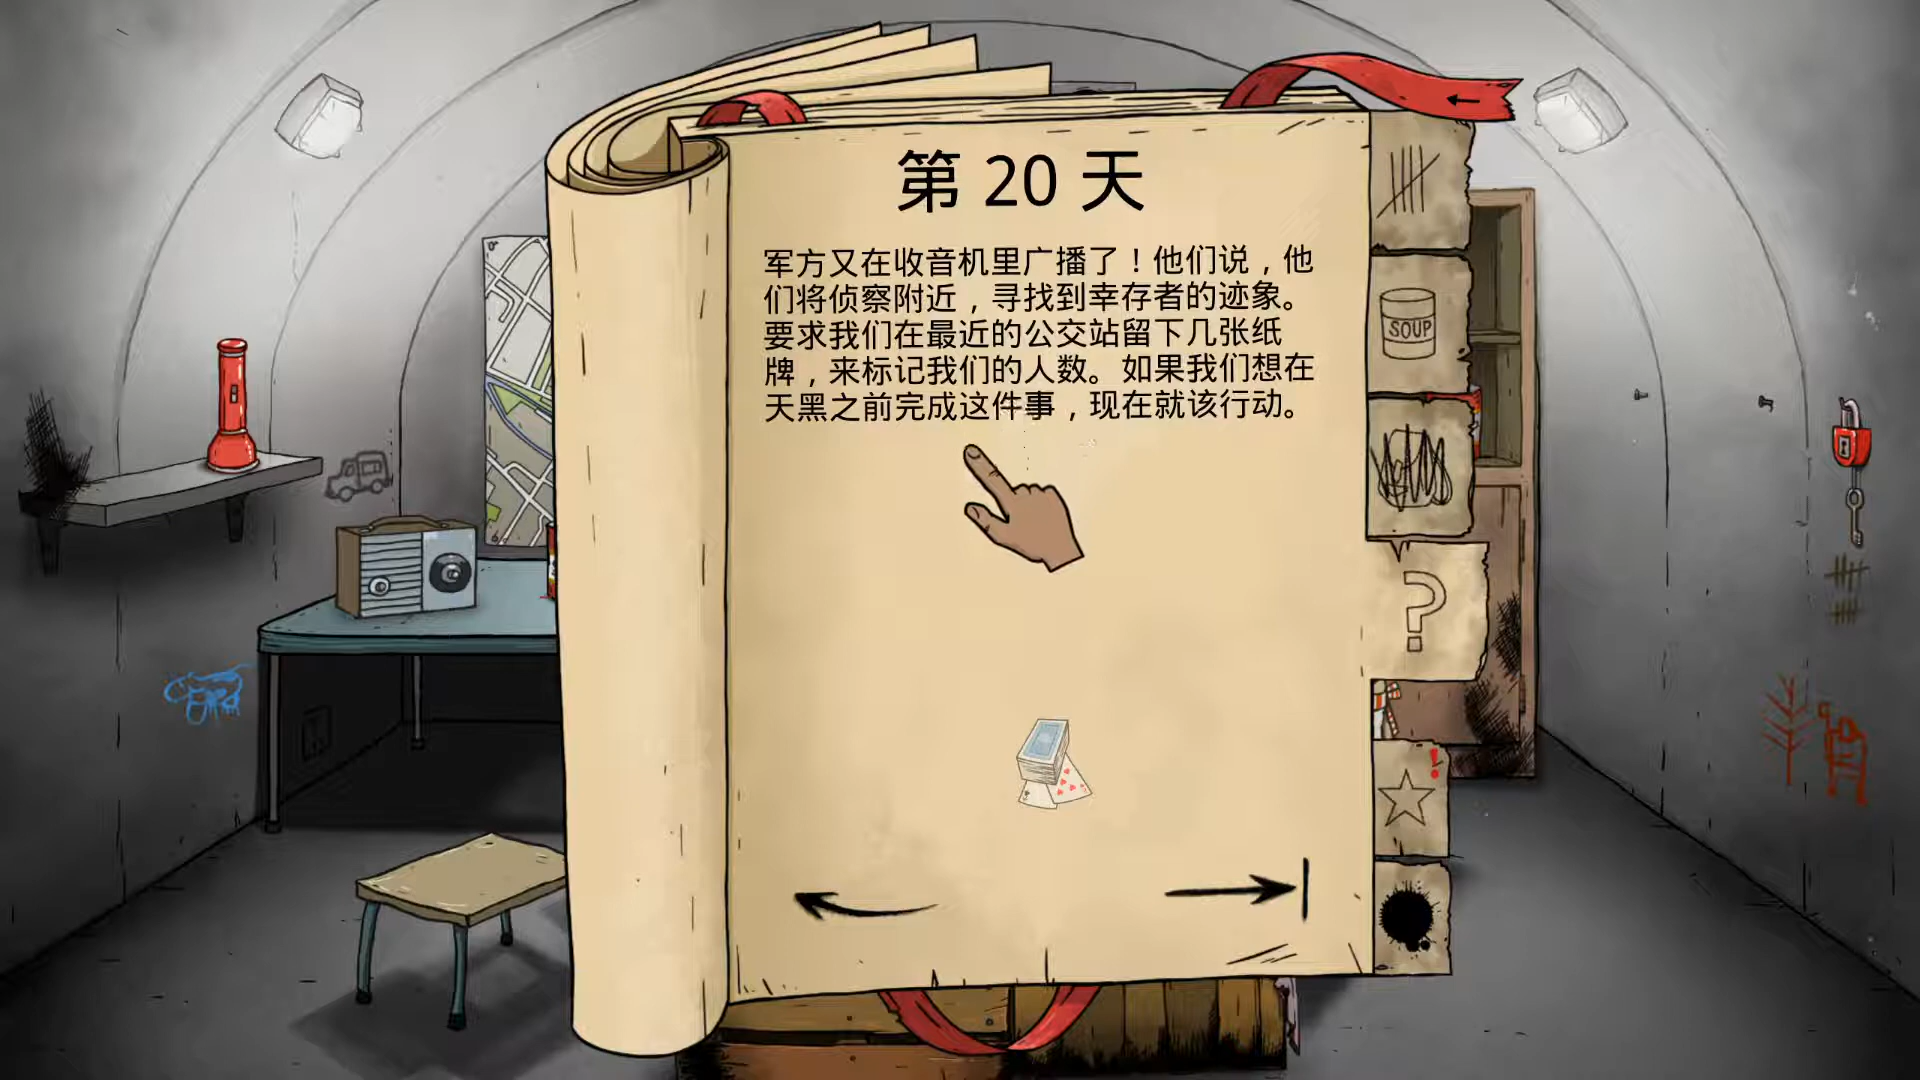 第 20 天
军方又在收音机里广播了！他们说，他
们将侦察附近，寻找到幸存者的迹象。
要求我们在最近的公交站留下几张纸
牌，来标记我们的人数。如果我们想在
天黑之前完成这件事，现在就该行动。
SOUP
?
!